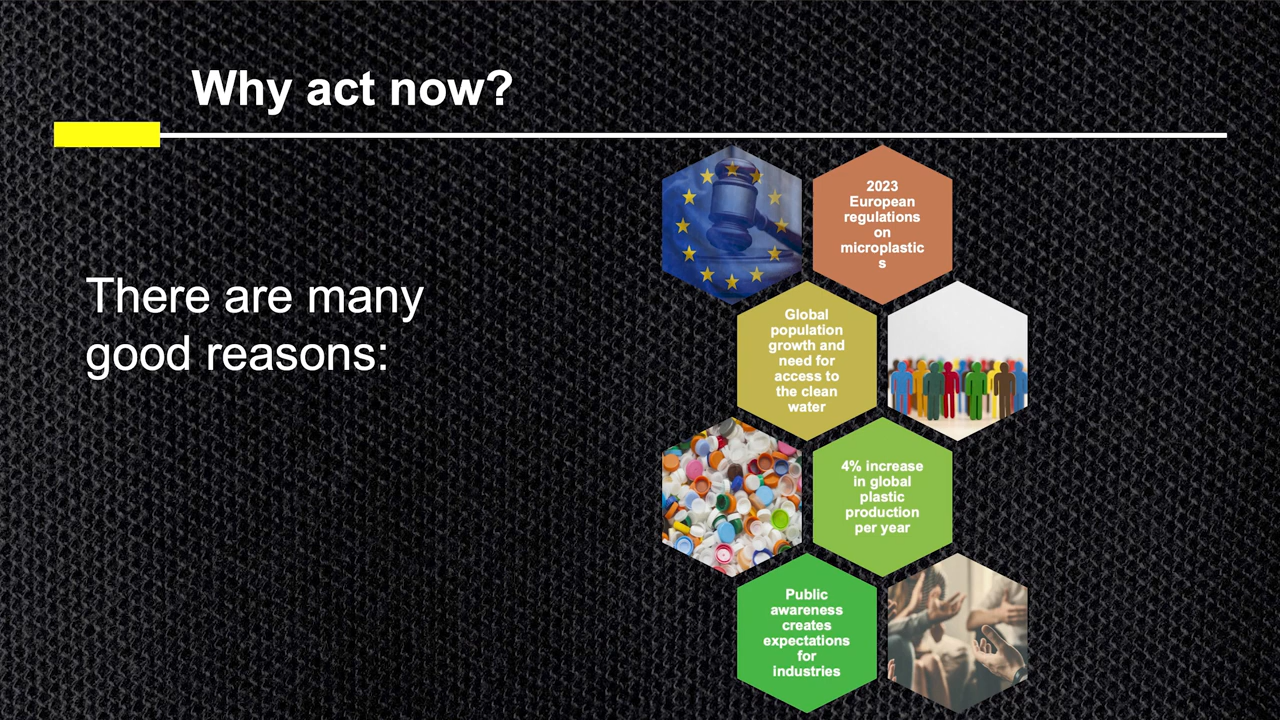 Why act now?
There are many
good reasons:
2023
European
regulations
on
microplastic
s
Global
population
growth and
need for
access to
the clean
water
4% increase
in global
plastic
production
per year
Public
awareness
creates
expectations
for
industries